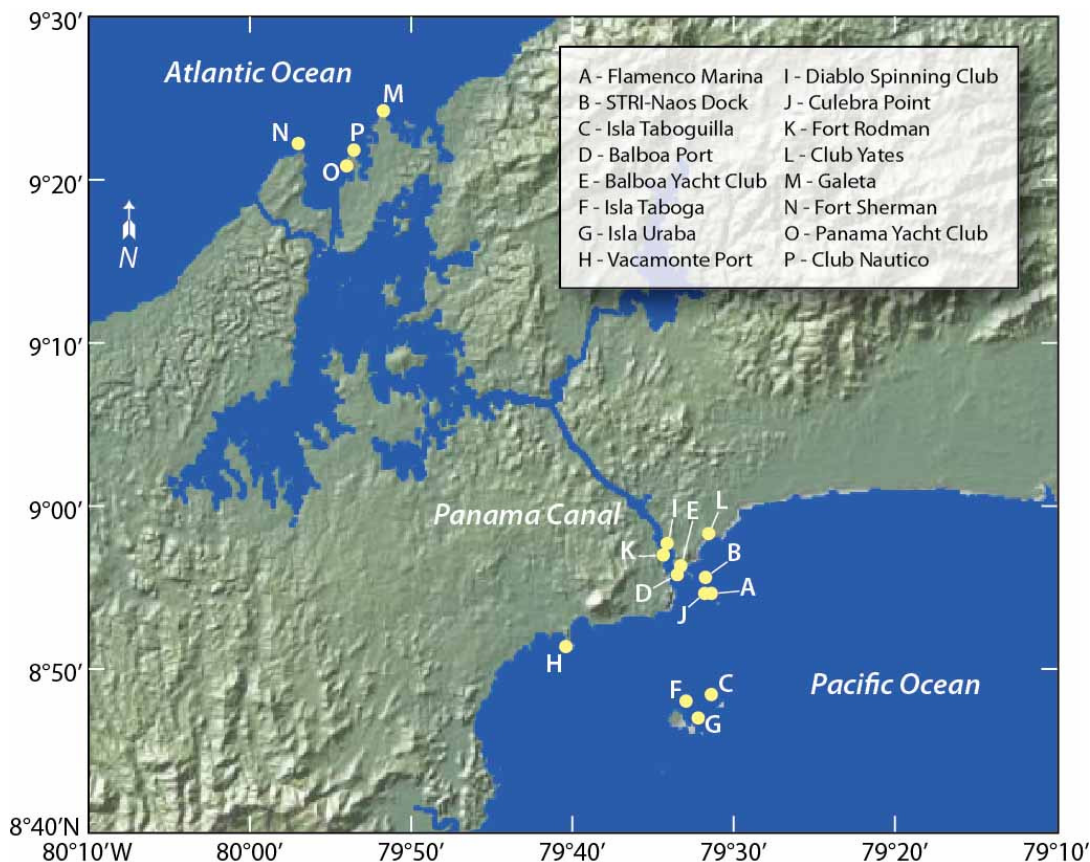 9°30′
9°20′
9°10′
9°00′
8°50′
8°40′N
80°10′W
80°00′
79°50′
79°40′
79°30′
79°20′
79°10′
Atlantic Ocean
N
A - Flamenco Marina
B - STRI-Naos Dock
C - Isla Taboguilla
D - Balboa Port
E - Balboa Yacht Club
F - Isla Taboga
G - Isla Uraba
H - Vacamonte Port
I - Diablo Spinning Club
J - Culebra Point
K - Fort Rodman
L - Club Yates
M - Galeta
N - Fort Sherman
O - Panama Yacht Club
P - Club Nautico
M
N
P
O
Panama Canal
I
E
L
K
B
D
A
J
H
Pacific Ocean
F
C
G